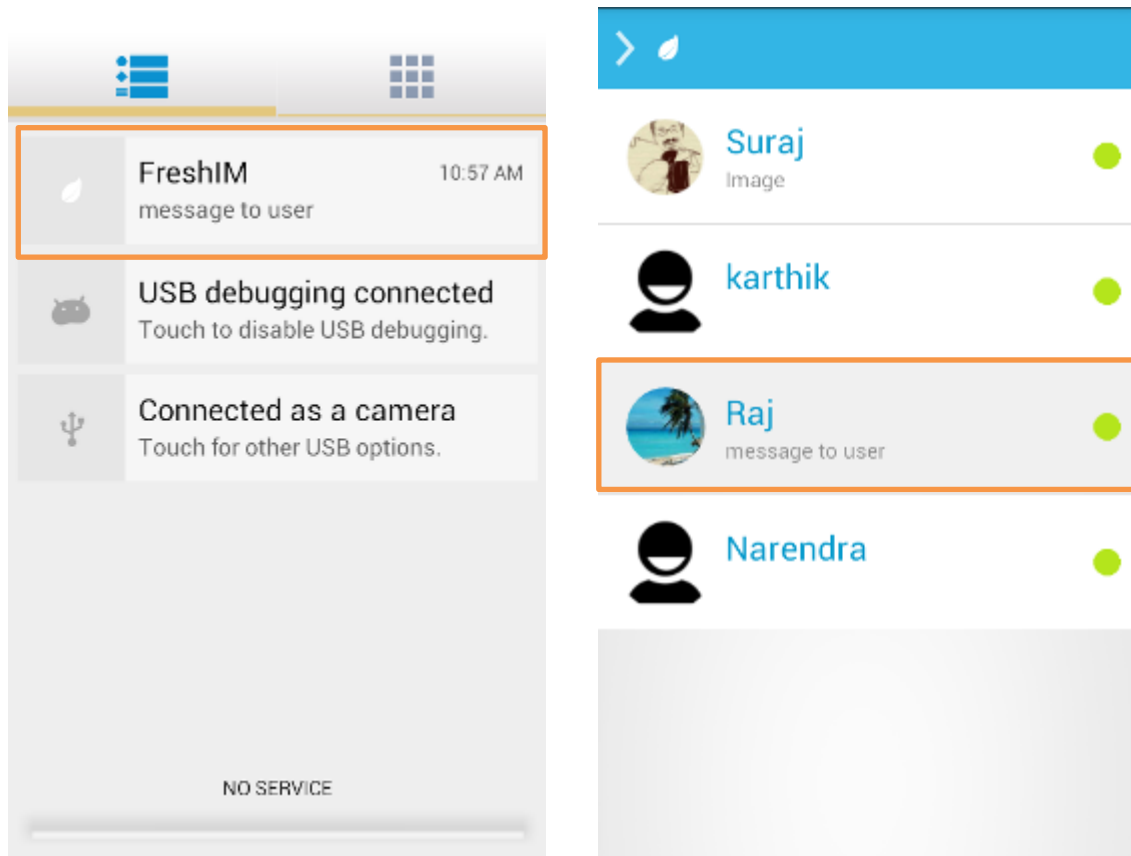 FreshIM 10:57 AM
message to user
USB debugging connected
Touch to disable USB debugging.
Connected as a camera
Touch for other USB options.
NO SERVICE
Suraj
Image
karthik
Raj
message to user
Narendra